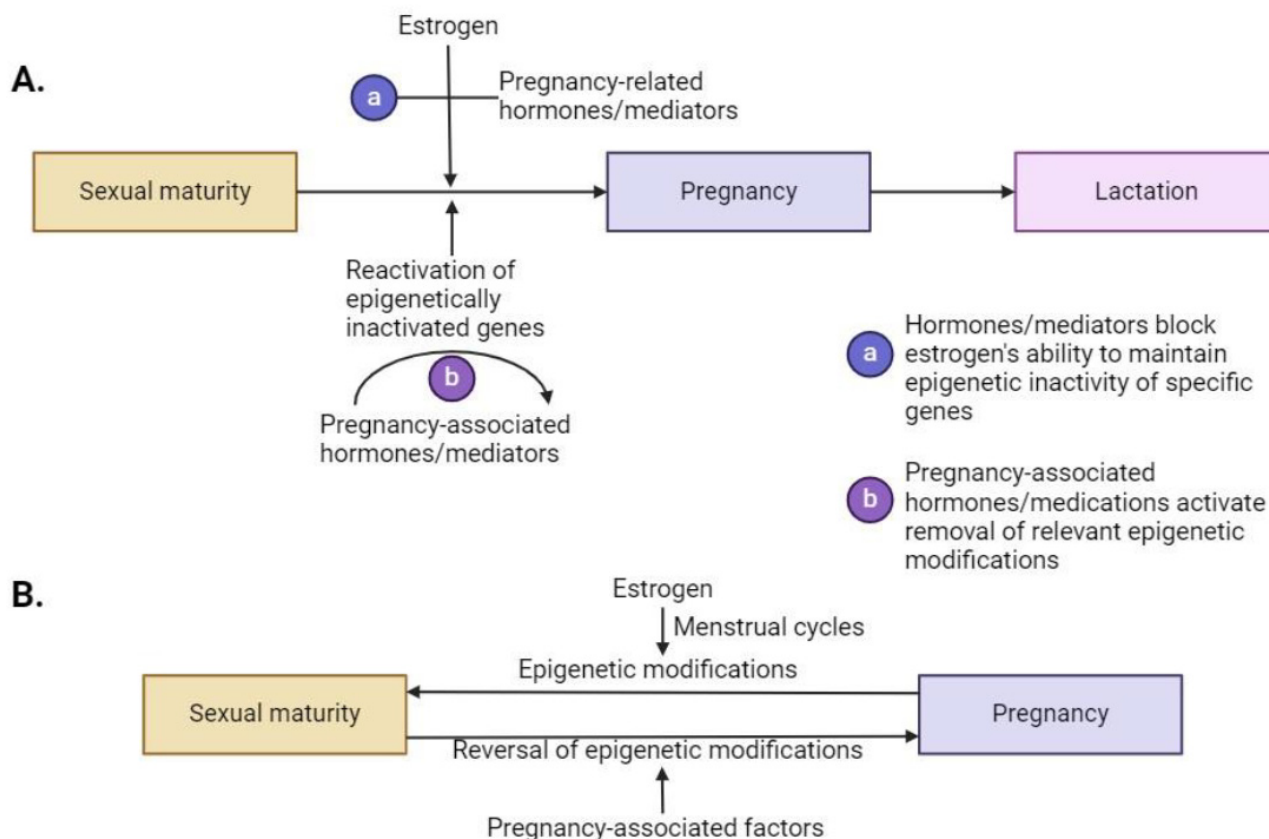 Estrogen
A.
a
Pregnancy-related
hormones/mediators
Sexual maturity
Pregnancy
Lactation
Reactivation of
epigenetically
inactivated genes
b
Pregnancy-associated
hormones/mediators
a
Hormones/mediators block
estrogen's ability to maintain
epigenetic inactivity of specific
genes
b
Pregnancy-associated
hormones/medications activate
removal of relevant epigenetic
modifications
B.
Estrogen
Menstrual cycles
Epigenetic modifications
Sexual maturity
Pregnancy
Reversal of epigenetic modifications
Pregnancy-associated factors